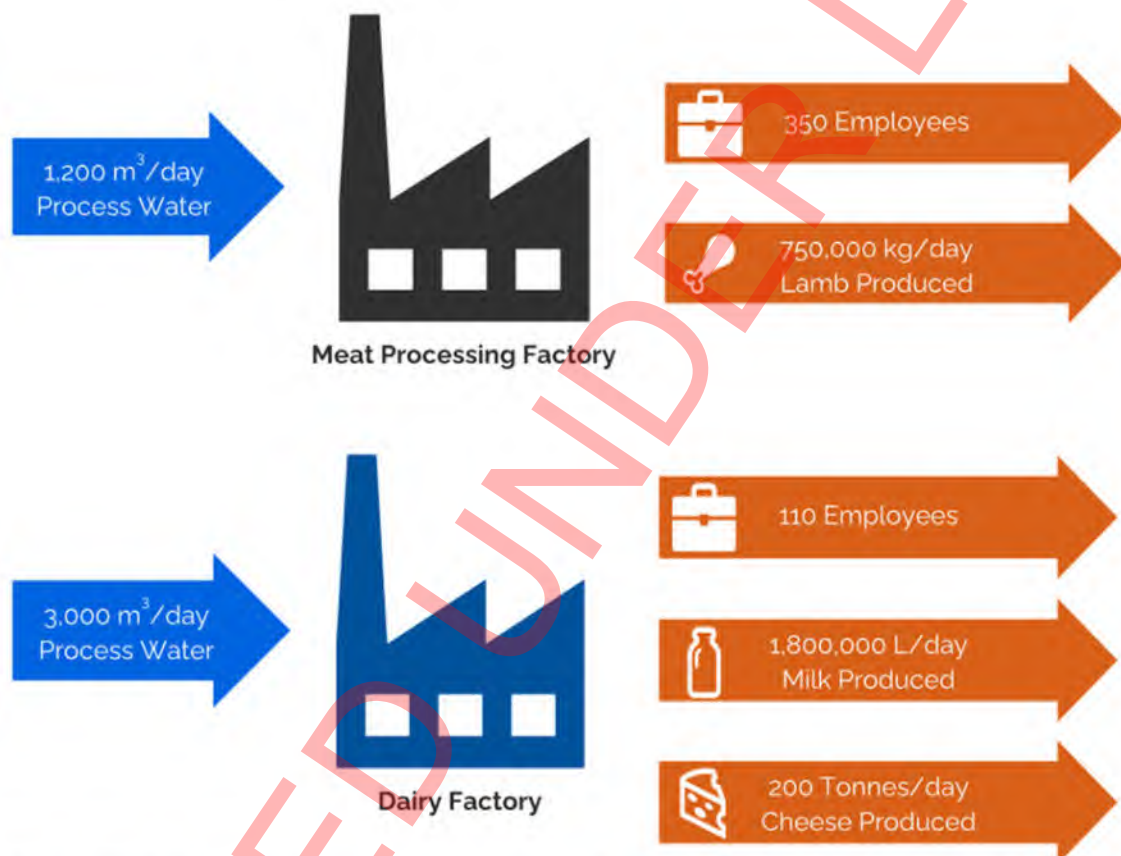 1,200 m³/day
Process Water
350 Employees
750,000 kg/day
Lamb Produced
Meat Processing Factory
3,000 m³/day
Process Water
110 Employees
1,800,000 L/day
Milk Produced
200 Tonnes/day
Cheese Produced
Dairy Factory
ED UNDER L